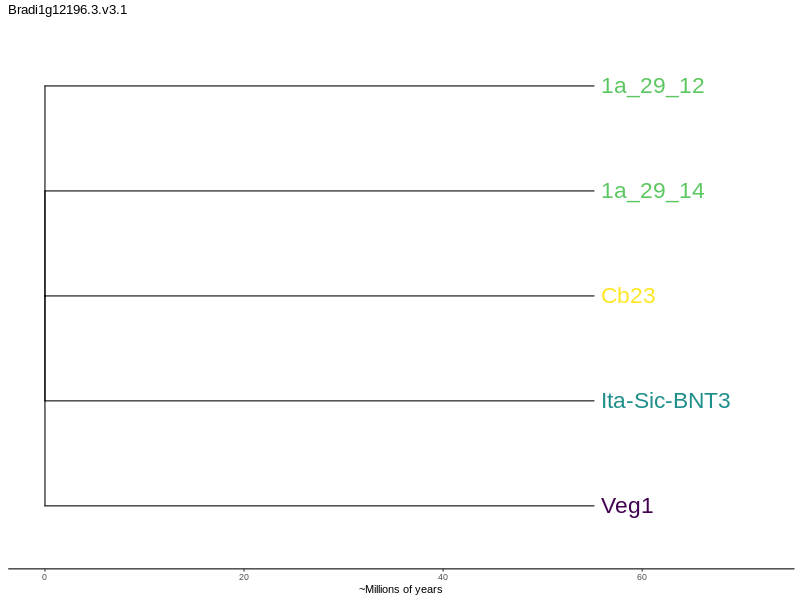 Bradi1g12196.3.v3.1
1a_29_12
1a_29_14
Cb23
Ita-Sic-BNT3
Veg1
0 20 40 60
~Millions of years